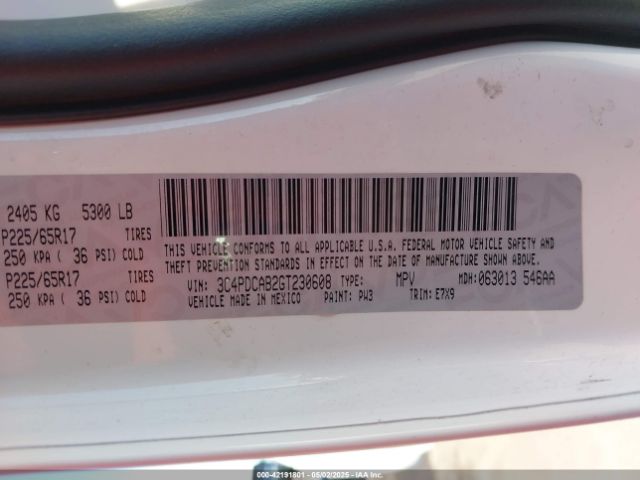 2405 KG 5300 LB
P225/65R17 TIRES
250 KPA ( 36 PSI) COLD
P225/65R17 TIRES
250 KPA ( 36 PSI) COLD
THIS VEHICLE CONFORMS TO ALL APPLICABLE U.S.A. FEDERAL MOTOR VEHICLE SAFETY AND
THEFT PREVENTION STANDARDS IN EFFECT ON THE DATE OF MANUFACTURE SHOWN ABOVE.
VIN: 3C4PDCAB2GT230608 TYPE: MPV MDH: 063013 546AA
VEHICLE MADE IN MEXICO PAINT: PW3 TRIM: E7X9
000-42191801 - 05/02/2025 - IAAI.COM